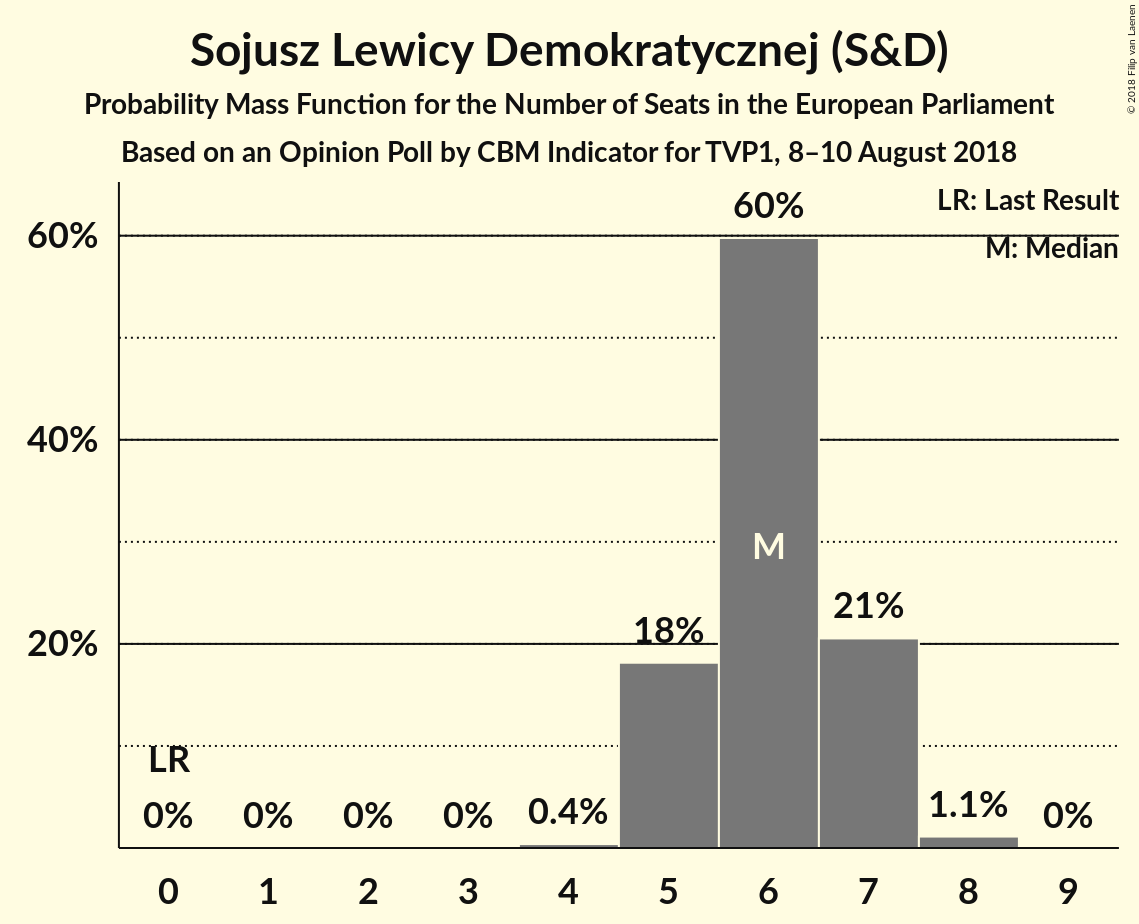 Sojusz Lewicy Demokratycznej (S&D)
Probability Mass Function for the Number of Seats in the European Parliament
Based on an Opinion Poll by CBM Indicator for TVP1, 8–10 August 2018
© 2018 Filip van Laenen
LR: Last Result
M: Median
60%
60%
40%
M
21%
18%
20%
LR
0% 0% 0% 0% 0.4% 1.1% 0%
0 1 2 3 4 5 6 7 8 9